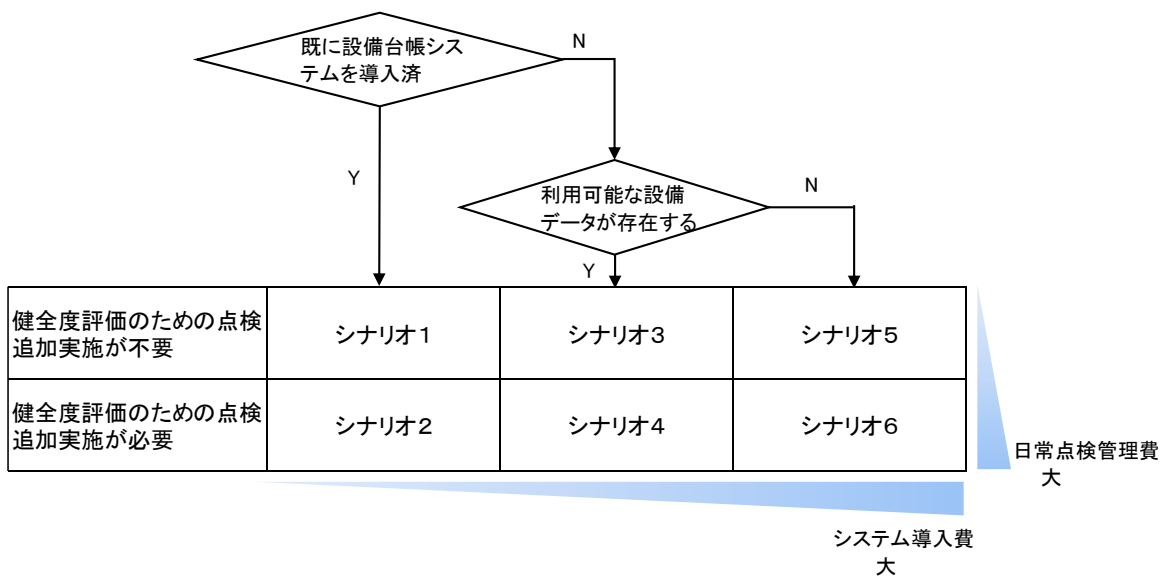 既に設備台帳シス
テムを導入済
N
Y
利用可能な設備
データが存在する
N
Y
健全度評価のための点検
追加実施が不要
シナリオ1
シナリオ3
シナリオ5
健全度評価のための点検
追加実施が必要
シナリオ2
シナリオ4
シナリオ6
日常点検管理費
大
システム導入費
大